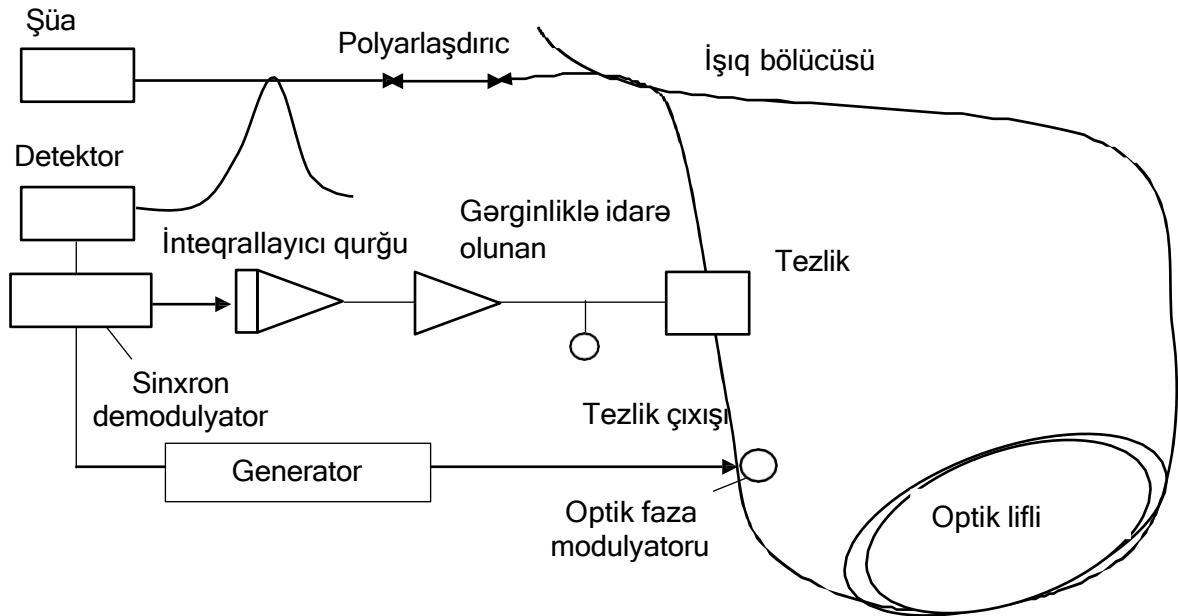 Şüa
Polyarlaşdırıc
İşıq bölücüsü
Detektor
Gərginliklə idarə
olunan
İnteqrallayıcı qurğu
Tezlik
Sinxron
demodulyator
Tezlik çıxışı
Generator
Optik faza
modulyatoru
Optik lifli